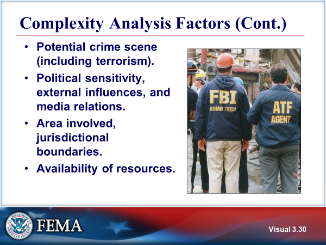 Complexity Analysis Factors (Cont.)
• Potential crime scene
(including terrorism).
• Political sensitivity,
external influences, and
media relations.
• Area involved,
jurisdictional
boundaries.
• Availability of resources.
FBI
BOMB TECH
ATF
AGENT
FEMA
Visual 3.30